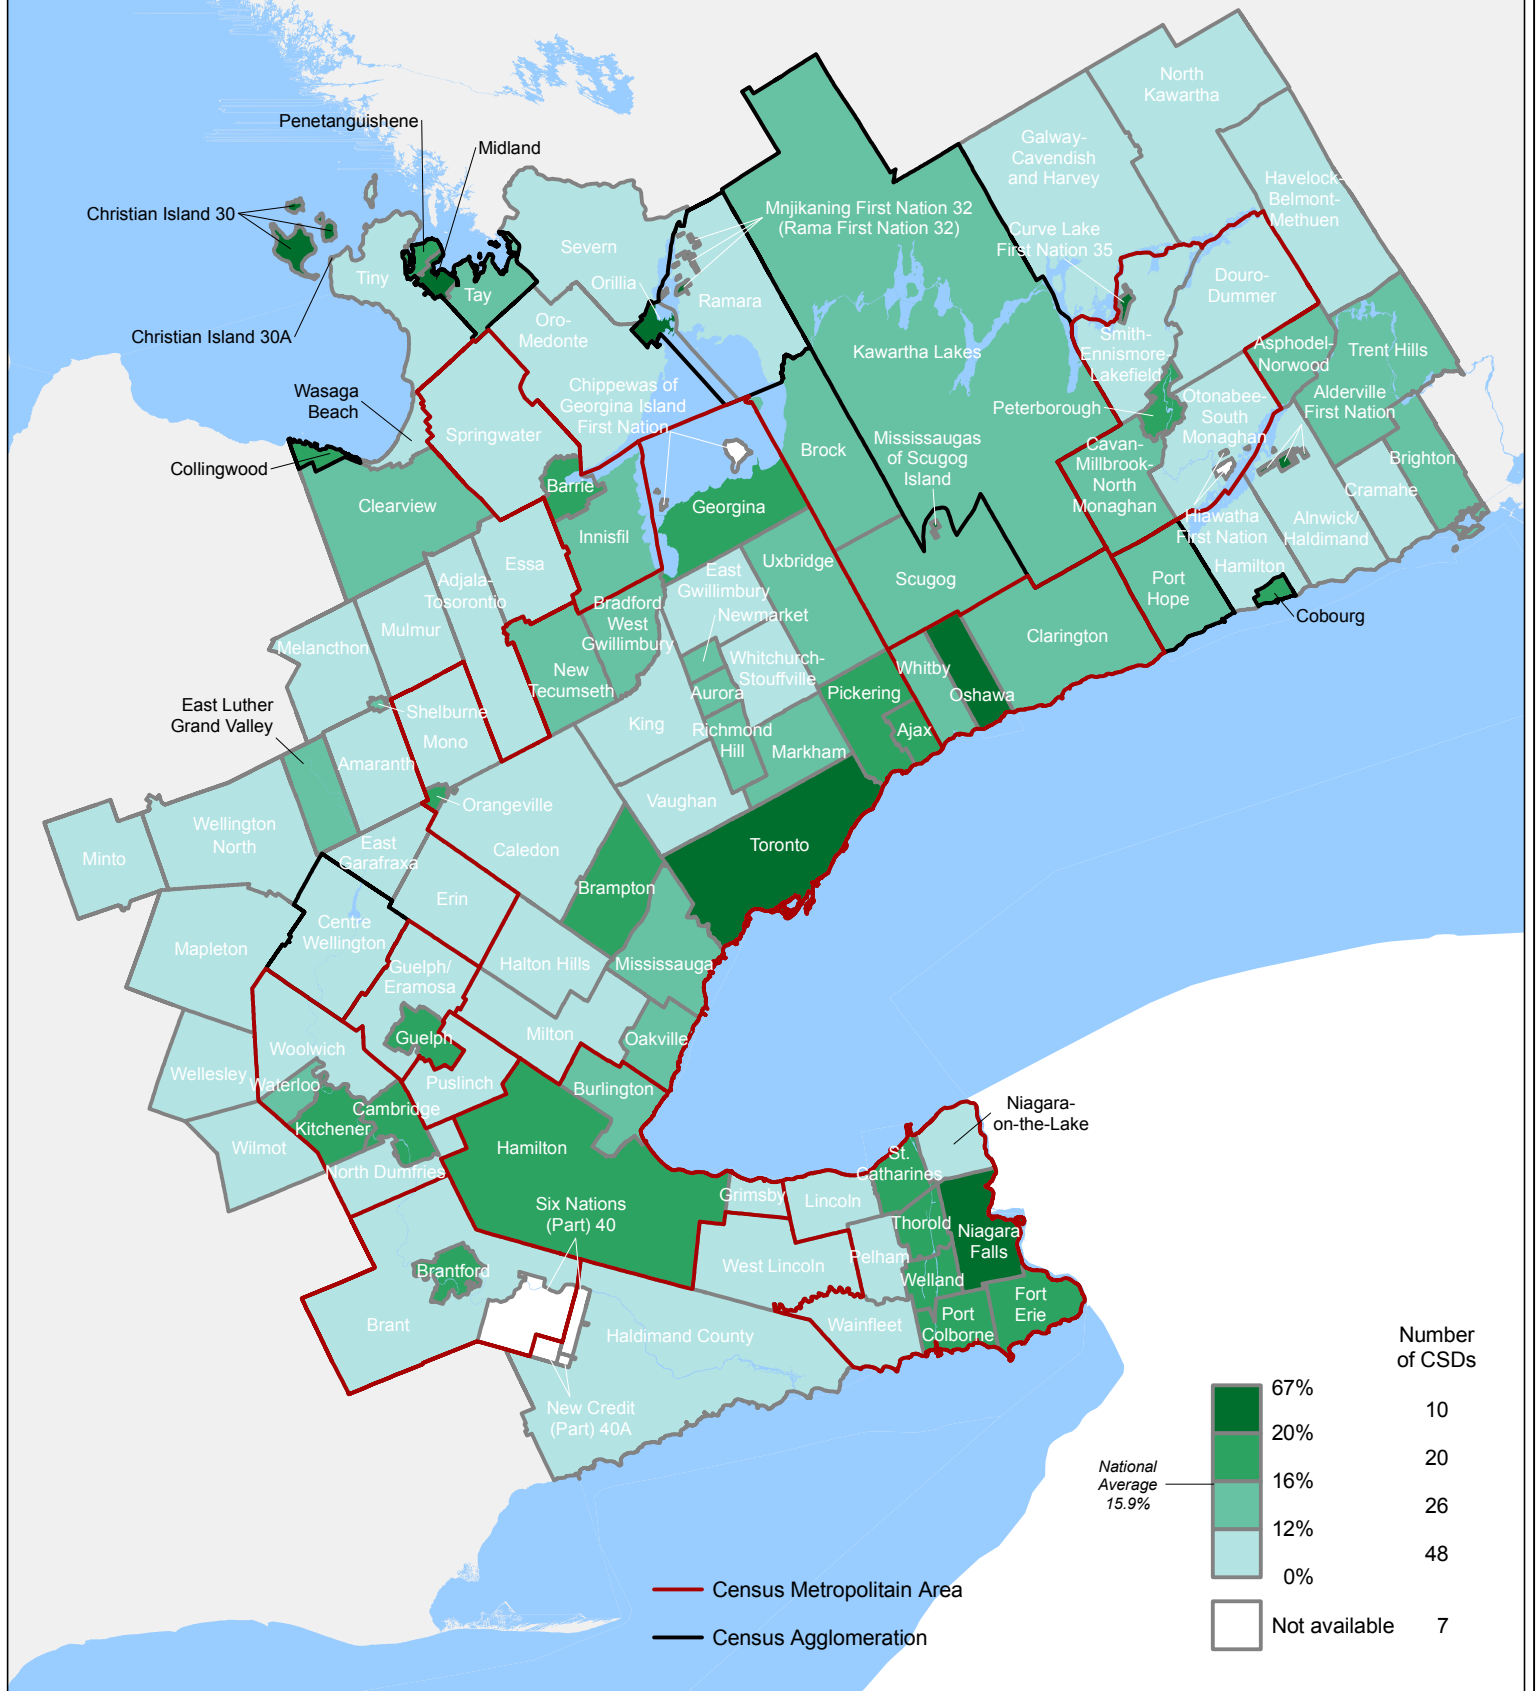 North
Kawartha
Penetanguishene
Midland
Galway-
Cavendish
and Harvey
Havelock-
Belmont-
Methuen
Christian Island 30
Mnjikaning First Nation 32
(Rama First Nation 32)
Curve Lake
First Nation 35
Severn
Tiny
Tay
Orillia
Ramara
Douro-
Dummer
Christian Island 30A
Oro-
Medonte
Kawartha Lakes
Smith-
Ennismore-
Lakefield
Asphodel-
Norwood
Trent Hills
Wasaga
Beach
Chippewas of
Georgina Island
First Nation
Otonabee-
South
Monaghan
Alderville
First Nation
Peterborough
Springwater
Brock
Mississaugas
of Scugog
Island
Cavan-
Millbrook-
North
Monaghan
Brighton
Collingwood
Barrie
Cramahe
Clearview
Georgina
Innisfil
Hiawatha
First Nation
Alnwick/
Haldimand
Essa
Uxbridge
East
Gwillimbury
Scugog
Hamilton
Adjala-
Tosorontio
Port
Hope
Bradford
West
Gwillimbury
Newmarket
Cobourg
Mulmur
Clarington
Melancthon
Whitchurch-
Stouffville
Whitby
New
Tecumseth
Aurora
Pickering
Oshawa
East Luther
Grand Valley
Shelburne
King
Richmond
Hill
Ajax
Mono
Markham
Amaranth
Vaughan
Orangeville
Wellington
North
East
Garafraxa
Caledon
Toronto
Minto
Brampton
Erin
Centre
Wellington
Mapleton
Halton Hills
Mississauga
Guelph/
Eramosa
Guelph
Milton
Oakville
Woolwich
Wellesley
Waterloo
Puslinch
Burlington
Cambridge
Kitchener
Niagara-
on-the-Lake
Wilmot
Hamilton
St.
Catharines
North Dumfries
Grimsby
Lincoln
Six Nations
(Part) 40
Thorold
Niagara
Falls
Pelham
West Lincoln
Brantford
Welland
Fort
Erie
Brant
Haldimand County
Wainfleet
Port
Colborne
New Credit
(Part) 40A
Number
of CSDs
67%
10
20%
20
National
Average
15.9%
16%
26
12%
48
0%
Census Metropolitain Area
Not available 7
Census Agglomeration